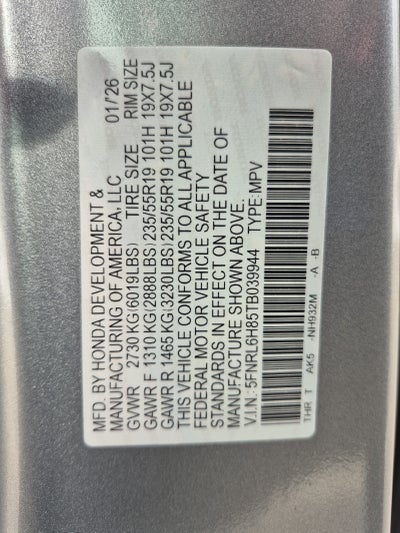 MFD. BY HONDA DEVELOPMENT &
MANUFACTURING OF AMERICA, LLC 01/'26
GVWR 2730 KG(6019LBS) TIRE SIZE RIM SIZE
GAWR F 1310 KG(2888LBS) 235/55R19 101H 19X7.5J
GAWR R 1465 KG(3230LBS) 235/55R19 101H 19X7.5J
THIS VEHICLE CONFORMS TO ALL APPLICABLE
FEDERAL MOTOR VEHICLE SAFETY
STANDARDS IN EFFECT ON THE DATE OF
MANUFACTURE SHOWN ABOVE.
V.I.N.: 5FNRL6H85TB039944 TYPE:MPV
THR T AK5 -NH932M -A -B